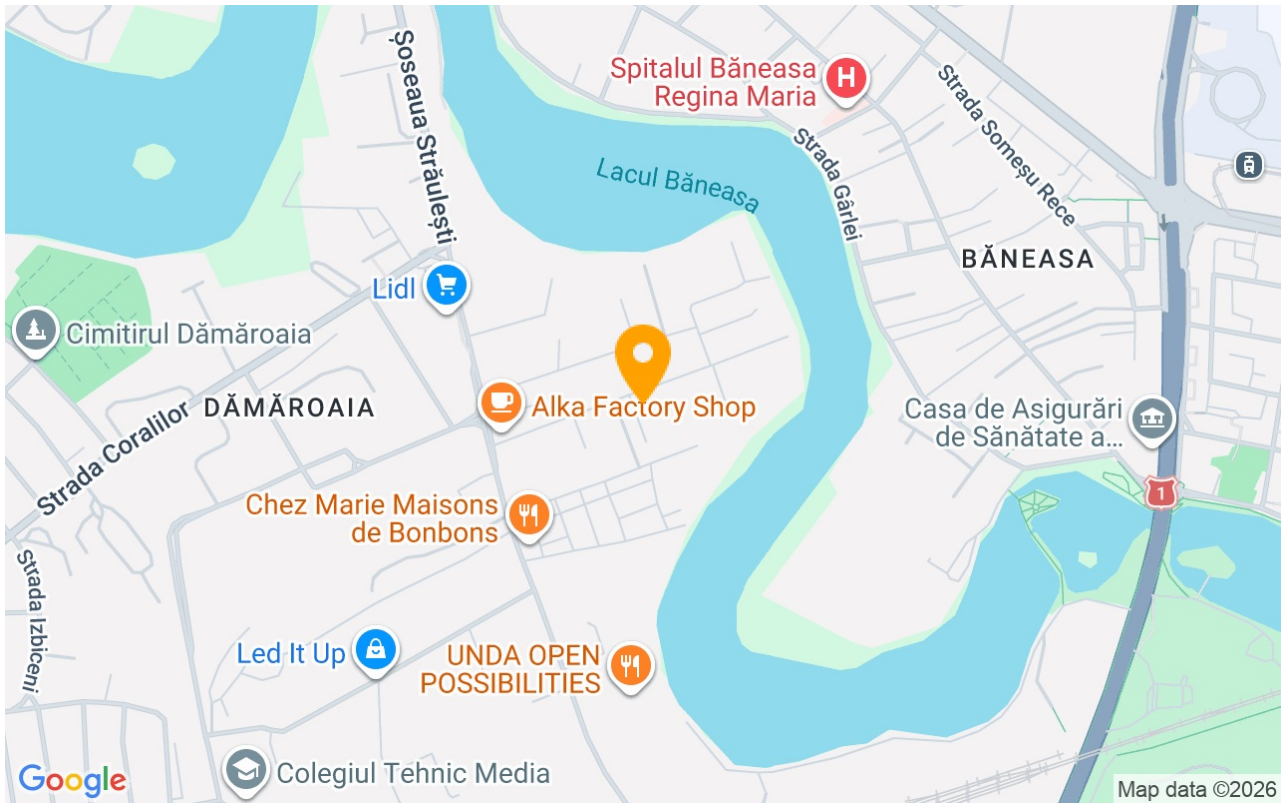 Șoseaua Străulești
Spitalul Băneasa
Regina Maria
H
Strada Someșu Rece
Strada Gârlei
Lacul Băneasa
BĂNEASA
Lidl
Cimitirul Dămăroaia
DĂMĂROAIA
Alka Factory Shop
Casa de Asigurări
de Sănătate a...
Strada Coralilor
Chez Marie Maisons
de Bonbons
1
Strada Izbiceni
Led It Up
UNDA OPEN
POSSIBILITIES
Colegiul Tehnic Media
Google
Map data ©2026